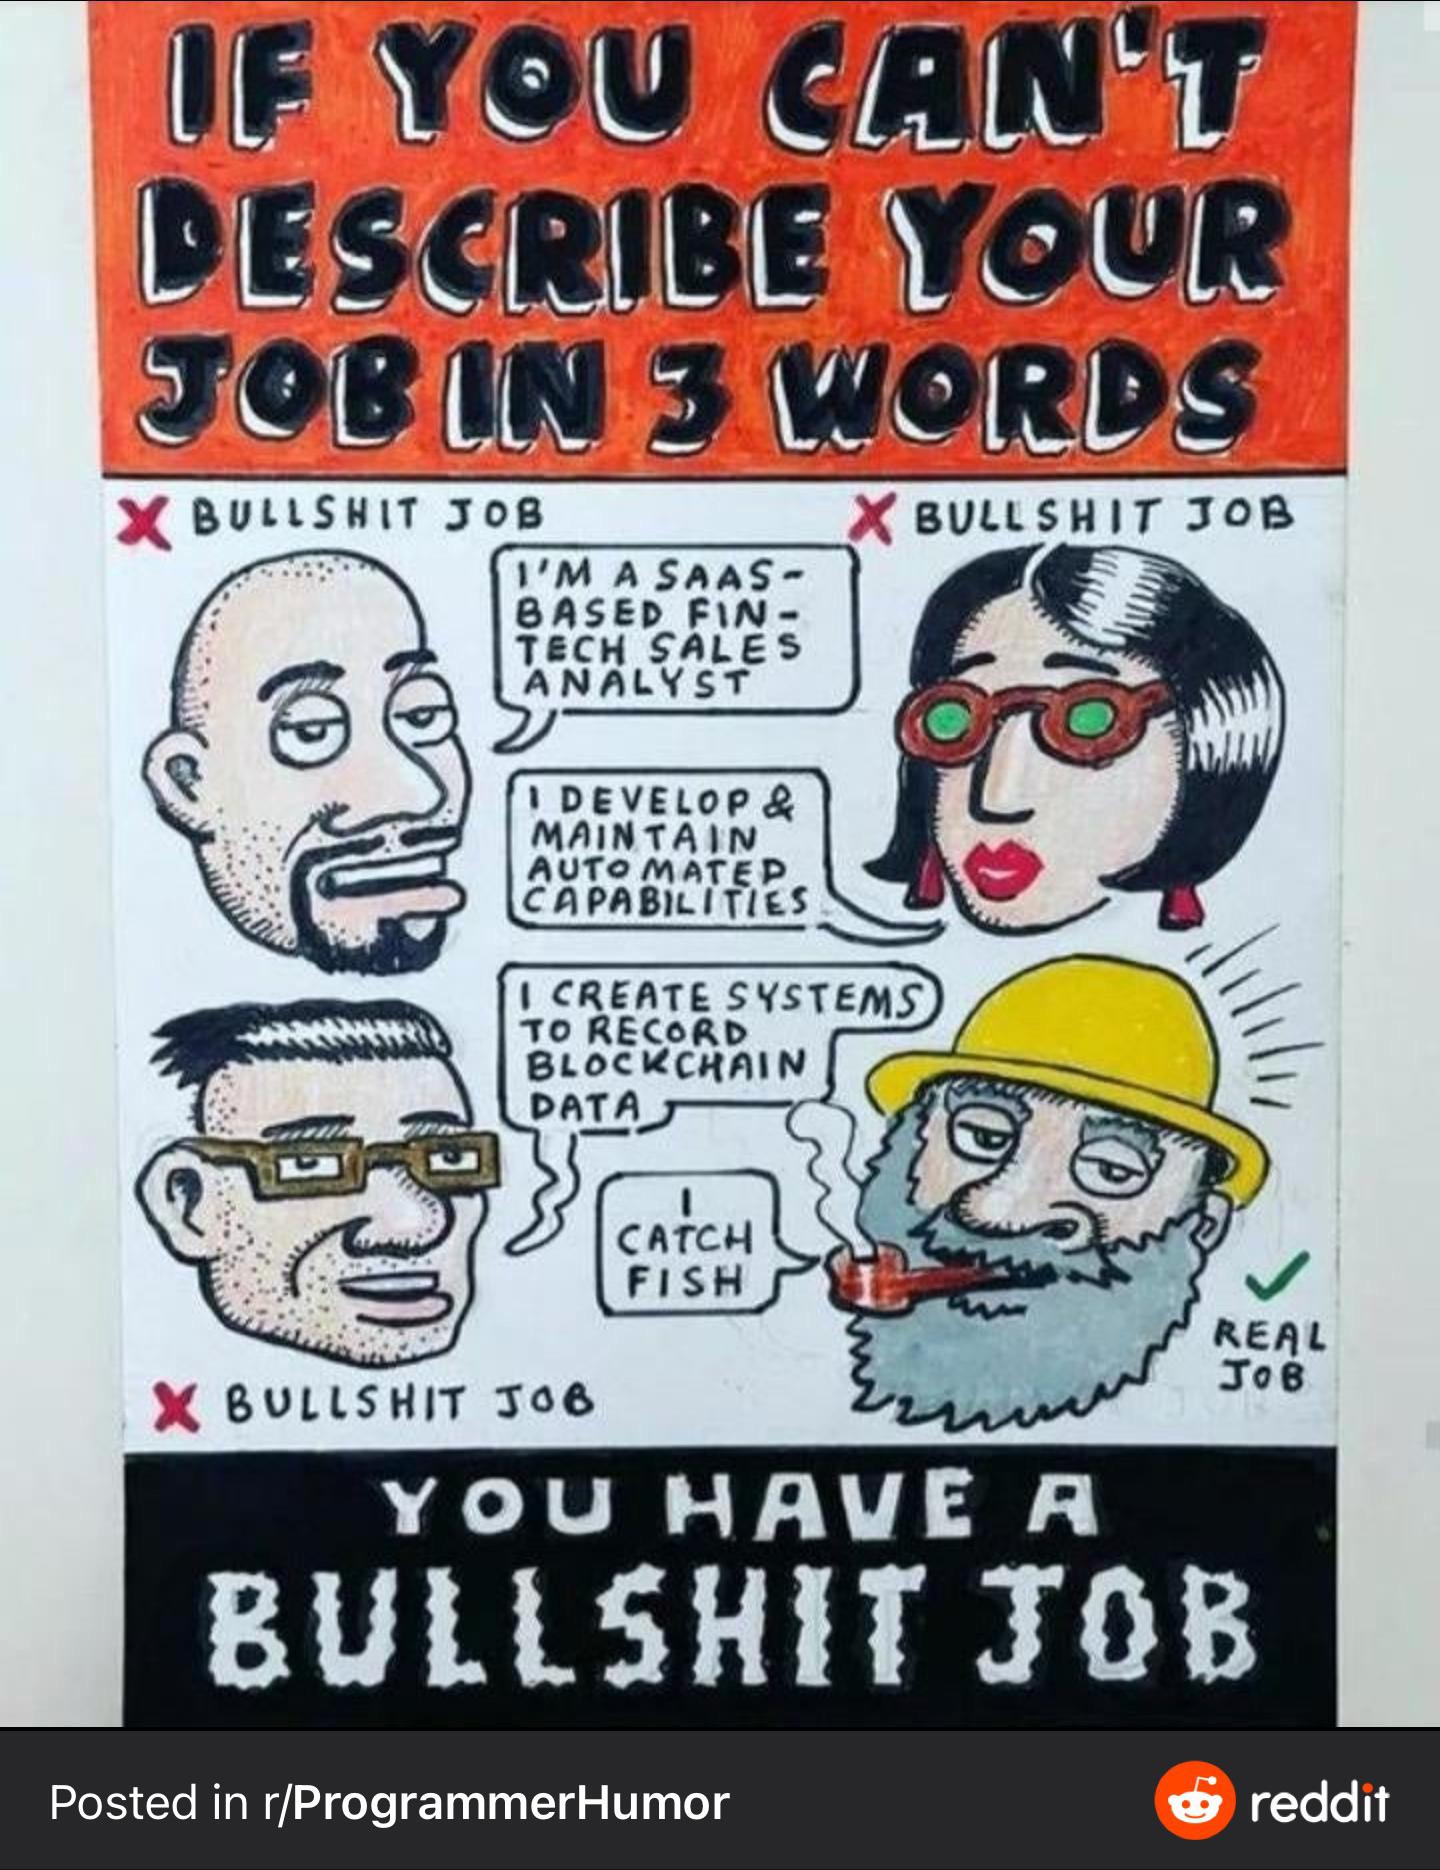 IF YOU CAN'T
DESCRIBE YOUR
JOB IN 3 WORDS
X BULLSHIT JOB
I'M A SAAS-
BASED FIN-
TECH SALES
ANALYST
X BULLSHIT JOB
I DEVELOP &
MAINTAIN
AUTOMATED
CAPABILITIES
I CREATE SYSTEMS
TO RECORD
BLOCKCHAIN
DATA
X BULLSHIT JOB
I
CATCH
FISH
✓
REAL
JOB
YOU HAVE A
BULLSHIT JOB
Posted in r/ProgrammerHumor
reddit